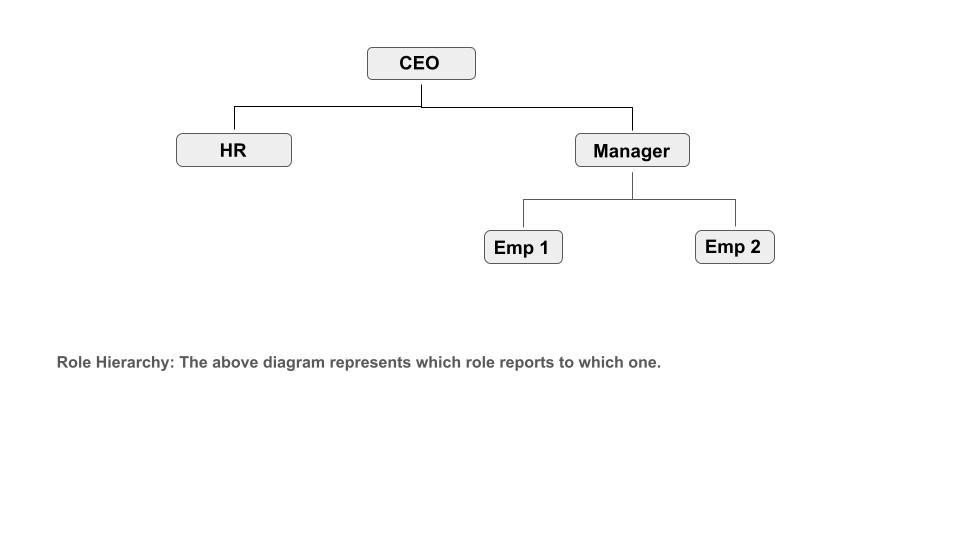 CEO
HR
Manager
Emp 1
Emp 2
Role Hierarchy: The above diagram represents which role reports to which one.